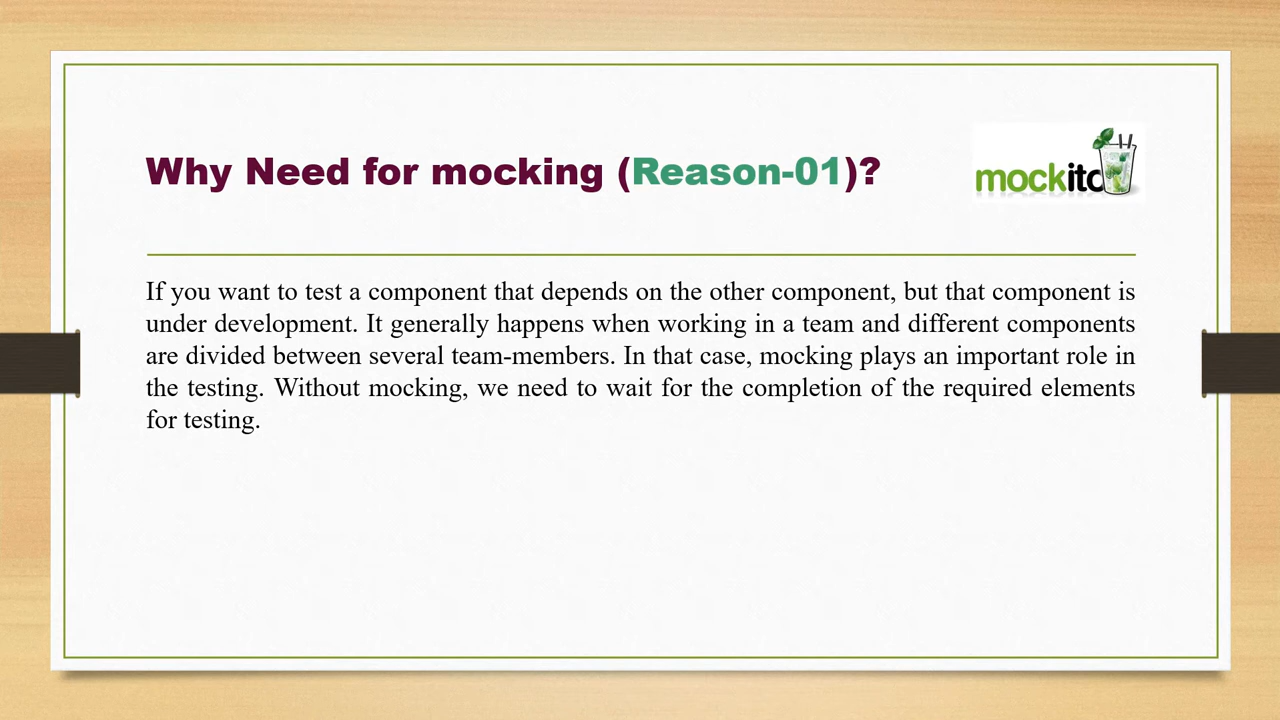 Why Need for mocking (Reason-01)?
mockito
If you want to test a component that depends on the other component, but that component is
under development. It generally happens when working in a team and different components
are divided between several team-members. In that case, mocking plays an important role in
the testing. Without mocking, we need to wait for the completion of the required elements
for testing.